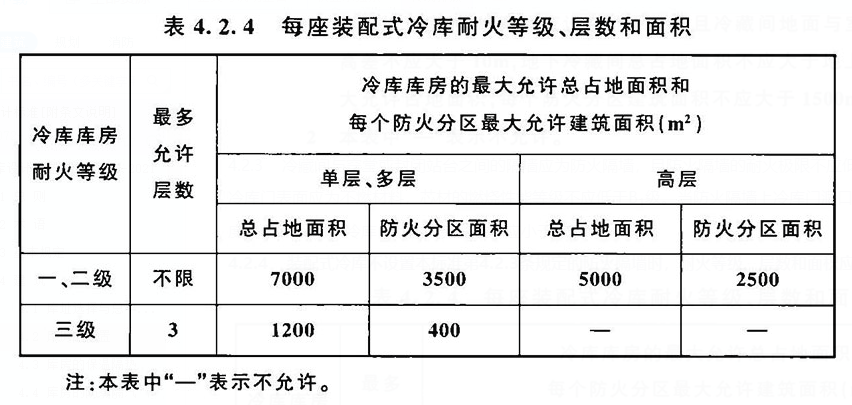 表 4.2.4 每座装配式冷库耐火等级、层数和面积
冷库库房
耐火等级
最多
允许
层数
冷库库房的最大允许总占地面积和
每个防火分区最大允许建筑面积(m²)
单层、多层 高层
总占地面积 防火分区面积 总占地面积 防火分区面积
一、二级 不限 7000 3500 5000 2500
三级 3 1200 400 — —
注:本表中“—”表示不允许。